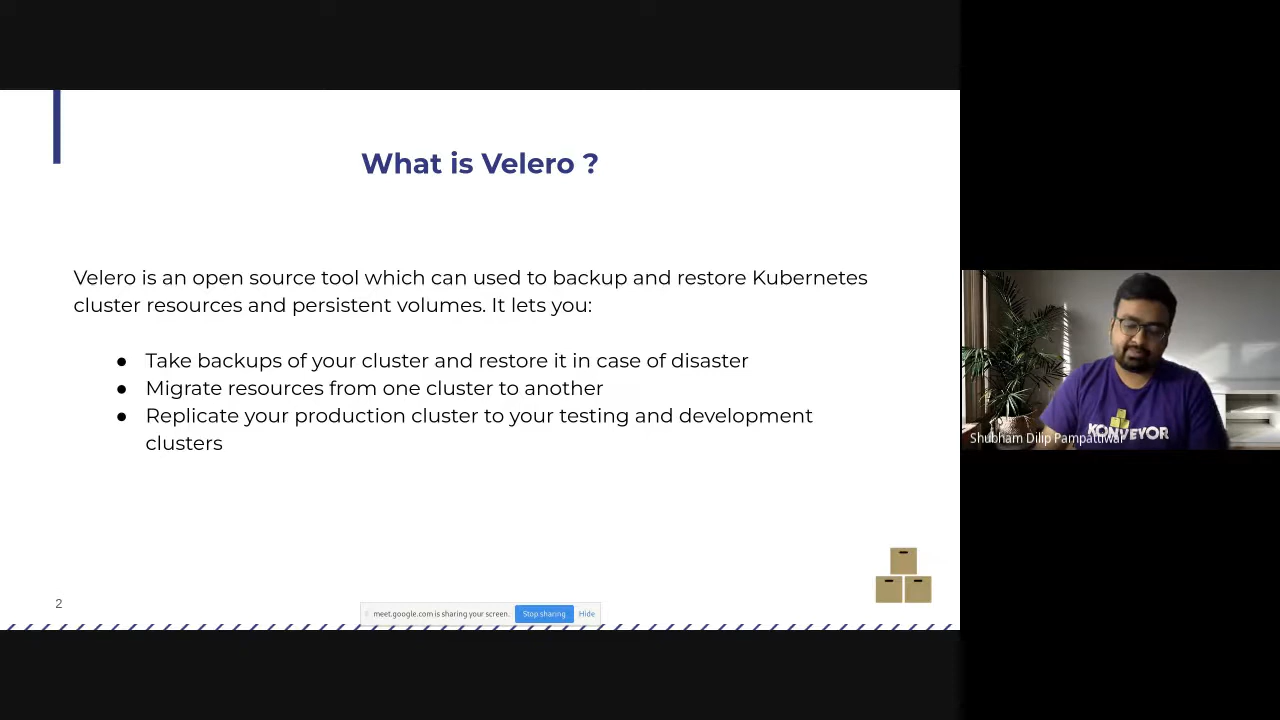 What is Velero ?
Velero is an open source tool which can used to backup and restore Kubernetes
cluster resources and persistent volumes. It lets you:
● Take backups of your cluster and restore it in case of disaster
● Migrate resources from one cluster to another
● Replicate your production cluster to your testing and development
clusters
KONVEYOR
Shubham Dilip Pampattiwar
2
meet.google.com is sharing your screen. Stop sharing Hide